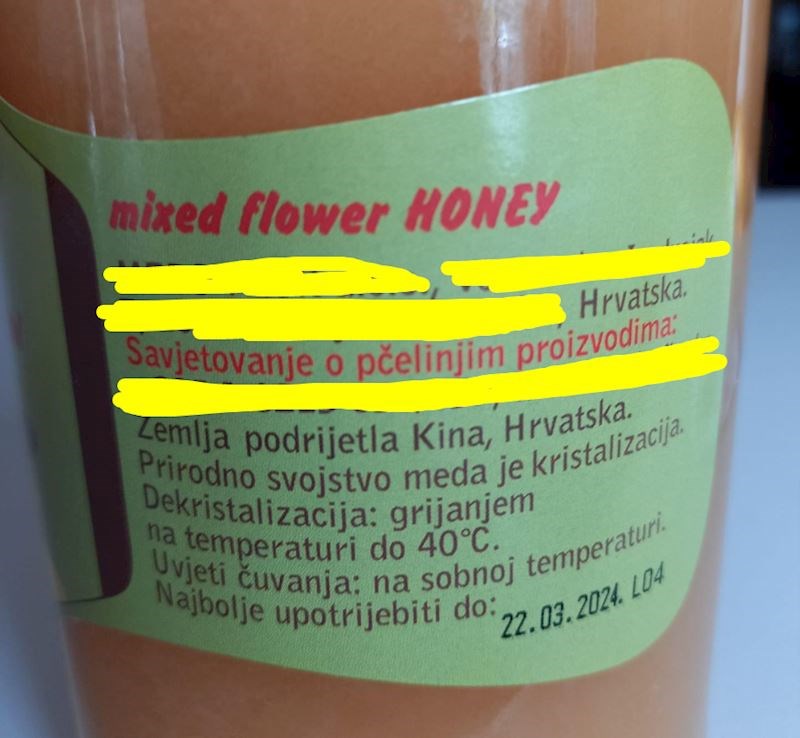 mixed flower HONEY
Hrvatska.
Savjetovanje o pčelinjim proizvodima:
Zemlja podrijetla Kina, Hrvatska.
Prirodno svojstvo meda je kristalizacija.
Dekristalizacija: grijanjem
na temperaturi do 40°C.
Uvjeti čuvanja: na sobnoj temperaturi.
Najbolje upotrijebiti do: 22.03.2024. L04